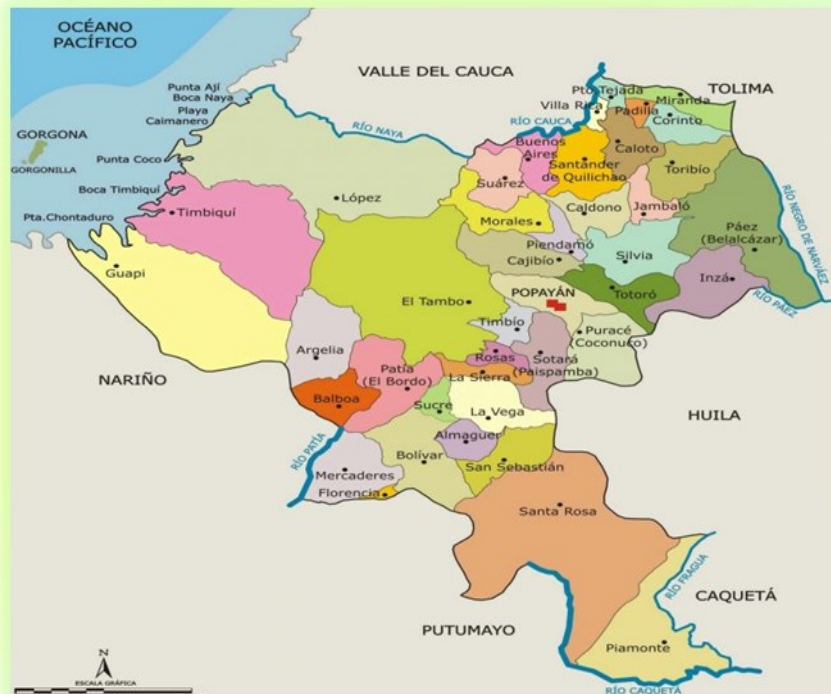 OCÉANO
PACÍFICO
VALLE DEL CAUCA
TOLIMA
Punta Ají
Boca Naya
Playa
Caimanero
GORGONA
GORGONILLA
Punta Coco
Boca Timbiquí
Pta.Chontaduro
RÍO NAYA
RÍO CAUCA
Pto Tejada
Villa Rica
Padilla
Miranda
Corinto
Buenos
Aires
Santander
de Quilichao
Caloto
Toribío
Suárez
López
Timbiquí
Morales
Caldono
Jambaló
Páez
(Belalcázar)
RÍO NEGRO DE NARVÁEZ
Piendamó
Cajibío
Silvia
Inzá
Guapi
El Tambo
POPAYÁN
Totoró
RÍO PÁEZ
Timbío
Puracé
(Coconuco)
Argelia
Rosas
Sotará
(Paispamba)
NARIÑO
Patía
(El Bordo)
La Sierra
HUILA
Balboa
Sucre
La Vega
Almaguer
RÍO PATÍA
Bolívar
San Sebastián
Mercaderes
Florencia
Santa Rosa
RÍO FRAGUA
CAQUETÁ
PUTUMAYO
Piamonte
N
ESCALA GRÁFICA
RÍO CAQUETÁ